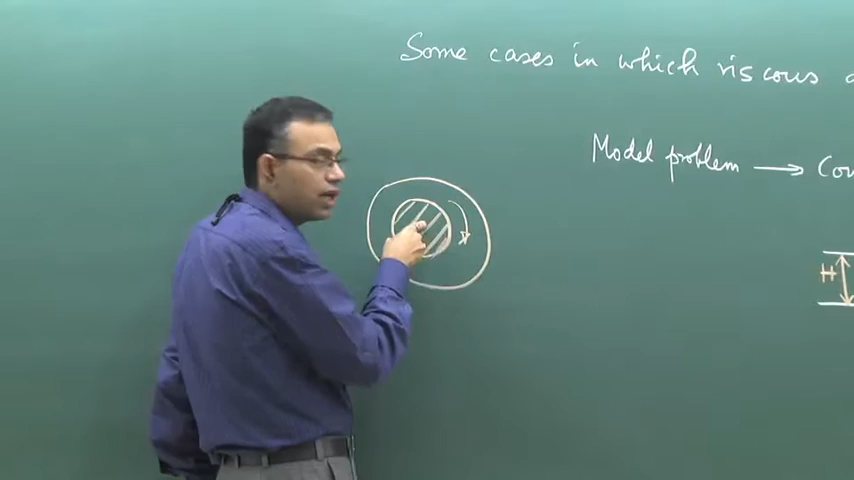 Some cases in which viscous
Model problem →
H